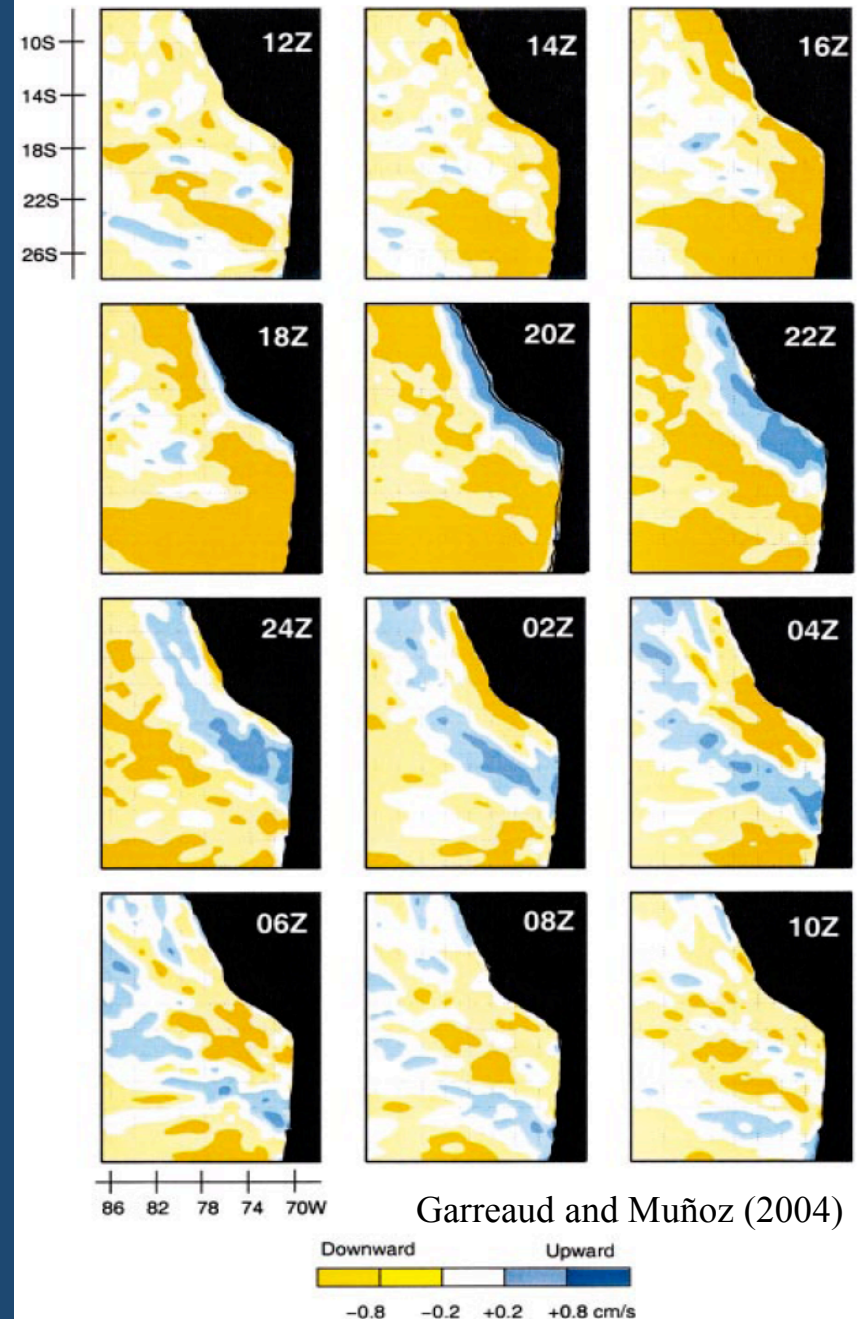 12Z 14Z 16Z
10S
14S
18S
22S
26S
18Z 20Z 22Z
24Z 02Z 04Z
06Z 08Z 10Z
86 82 78 74 70W
Garreaud and Muñoz (2004)
Downward Upward
−0.8 −0.2 +0.2 +0.8 cm/s